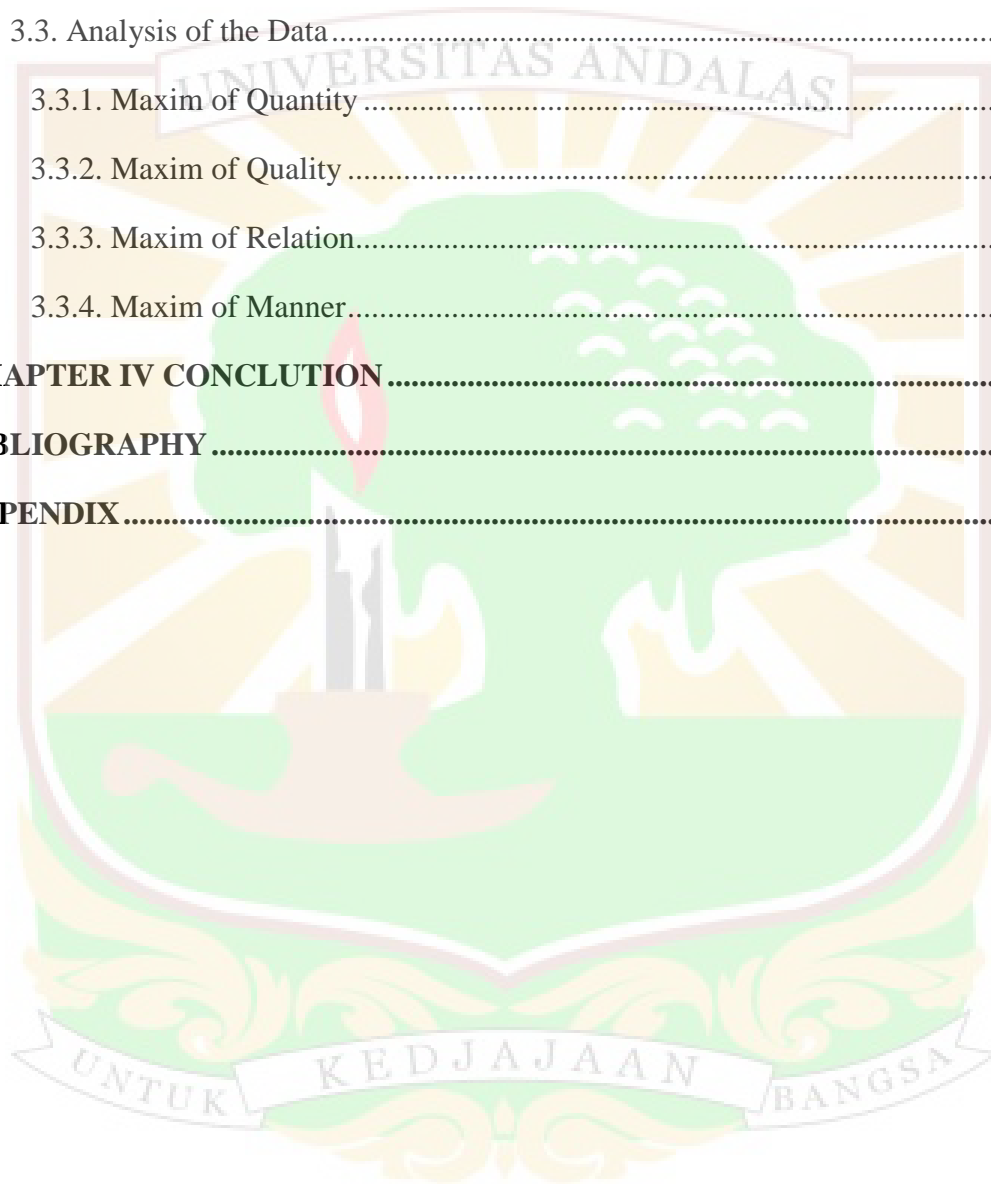 3.3. Analysis of the Data................................................................................
UNIVERSITAS ANDALAS
3.3.1. Maxim of Quantity................................................................................
3.3.2. Maxim of Quality................................................................................
3.3.3. Maxim of Relation................................................................................
3.3.4. Maxim of Manner................................................................................
APTER IV CONCLUTION................................................................................
BLIOGRAPHY................................................................................
PENDIX................................................................................
UNTUK KEDJAJAAN BANGSA